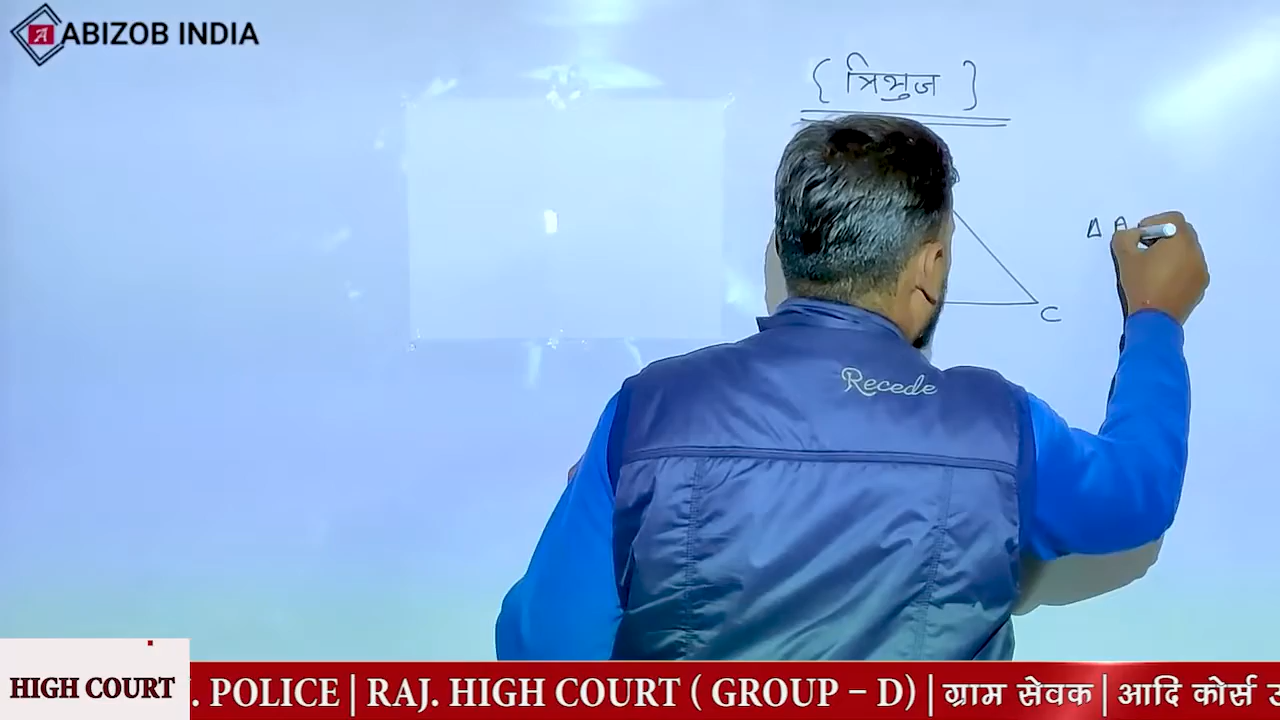 ABIZOB INDIA
{ त्रिभुज }
Δ A
C
Recede
HIGH COURT
. POLICE | RAJ. HIGH COURT ( GROUP – D) | ग्राम सेवक | आदि कोर्स